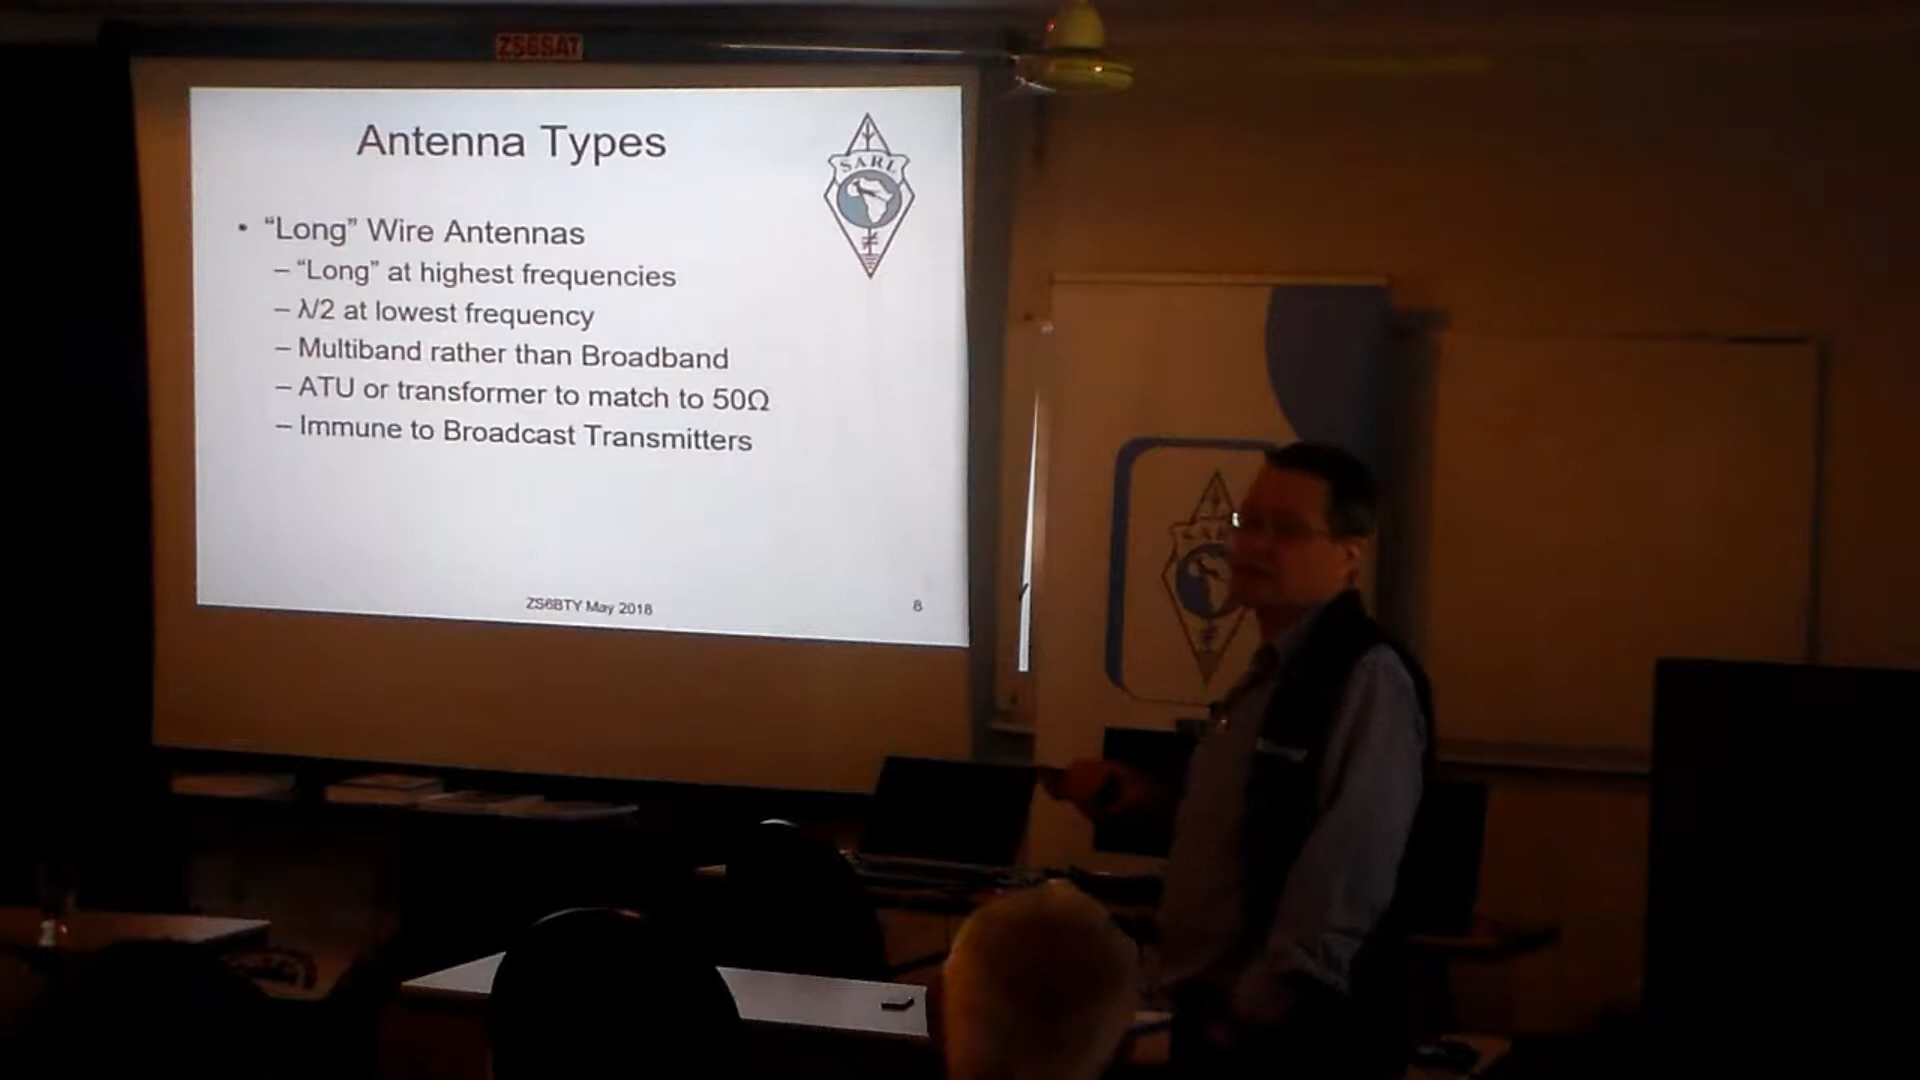 ZS6SAT
Antenna Types
SARL
• “Long” Wire Antennas
– “Long” at highest frequencies
– λ/2 at lowest frequency
– Multiband rather than Broadband
– ATU or transformer to match to 50Ω
– Immune to Broadcast Transmitters
ZS6BTY May 2018
8